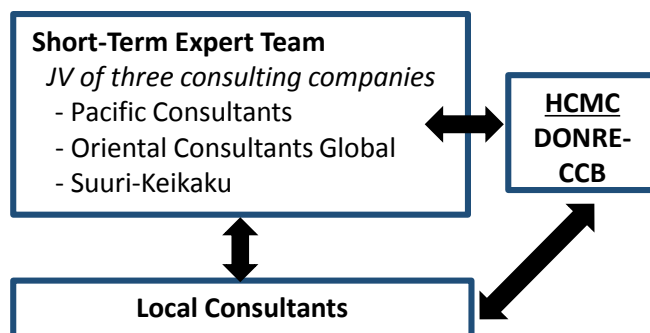 Short-Term Expert Team
JV of three consulting companies
- Pacific Consultants
- Oriental Consultants Global
- Suuri-Keikaku
HCMC
DONRE-
CCB
Local Consultants